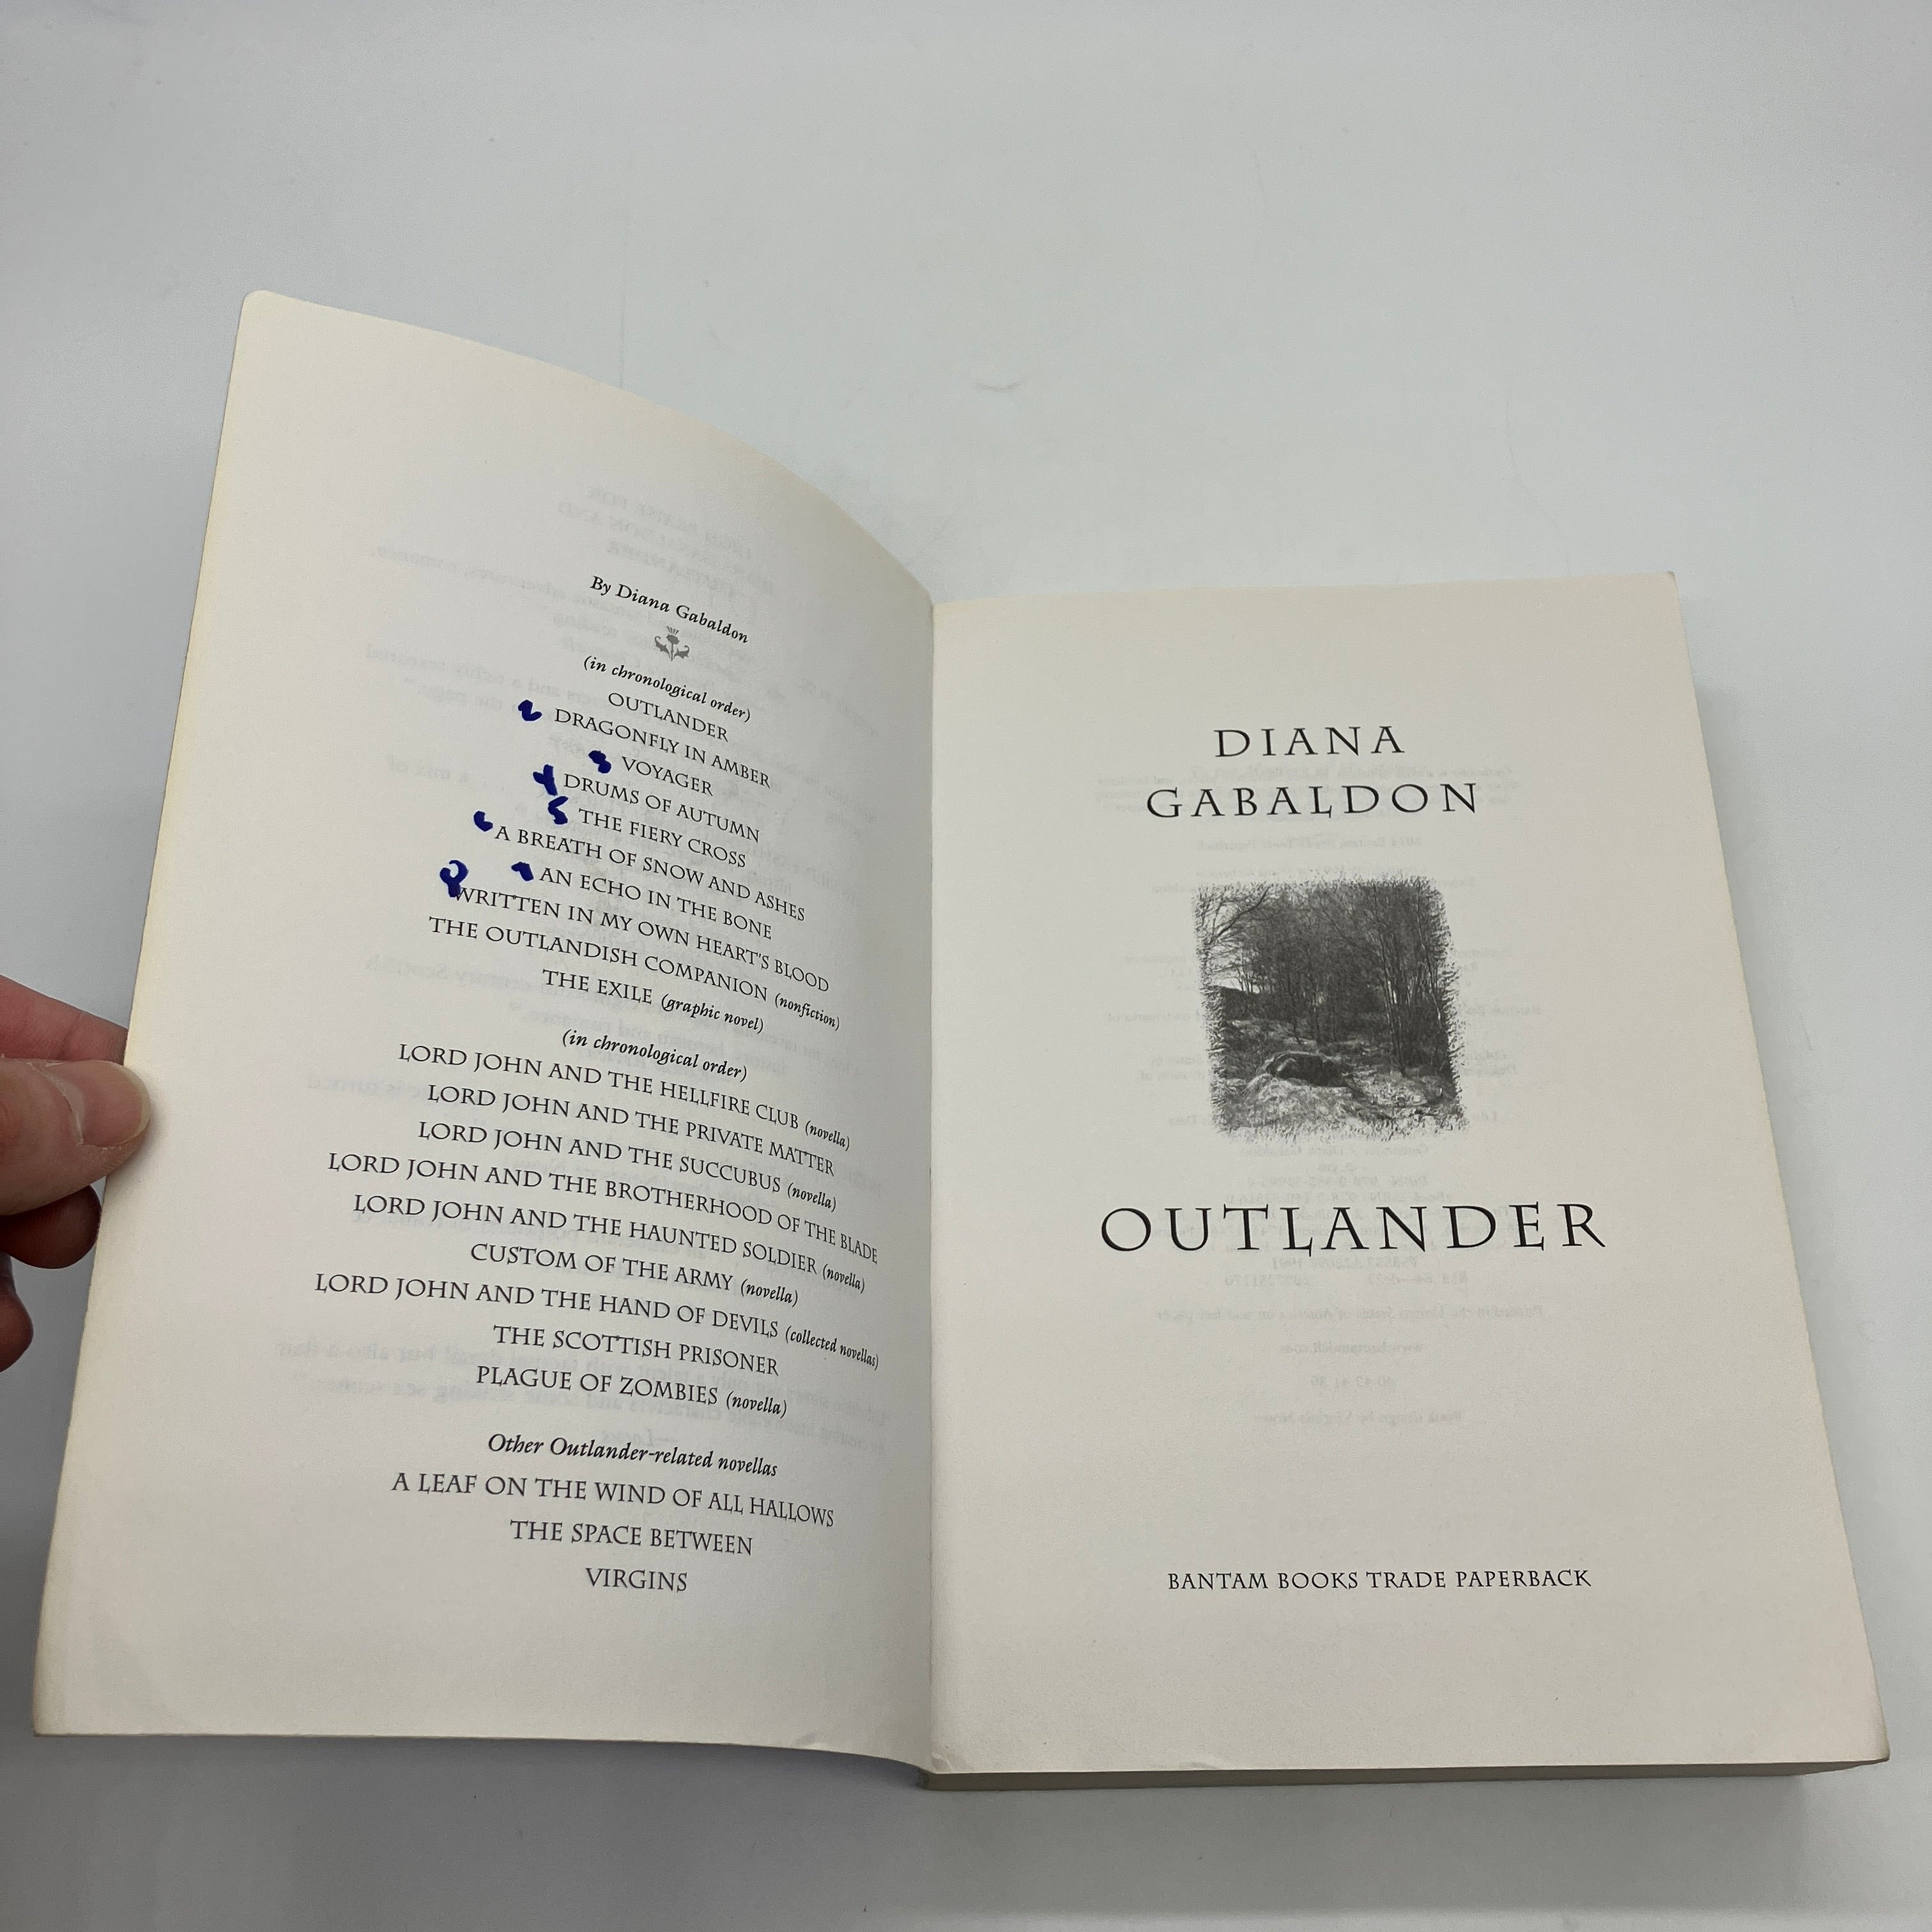 By Diana Gabaldon
(in chronological order)
OUTLANDER
2 DRAGONFLY IN AMBER
3 VOYAGER
4 DRUMS OF AUTUMN
5 THE FIERY CROSS
6 A BREATH OF SNOW AND ASHES
7 AN ECHO IN THE BONE
8 WRITTEN IN MY OWN HEART'S BLOOD
THE OUTLANDISH COMPANION (nonfiction)
THE EXILE (graphic novel)
(in chronological order)
LORD JOHN AND THE HELLFIRE CLUB (novella)
LORD JOHN AND THE PRIVATE MATTER
LORD JOHN AND THE SUCCUBUS (novella)
LORD JOHN AND THE BROTHERHOOD OF THE BLADE
LORD JOHN AND THE HAUNTED SOLDIER (novella)
CUSTOM OF THE ARMY (novella)
LORD JOHN AND THE HAND OF DEVILS (collected novellas)
THE SCOTTISH PRISONER
PLAGUE OF ZOMBIES (novella)
Other Outlander-related novellas
A LEAF ON THE WIND OF ALL HALLOWS
THE SPACE BETWEEN
VIRGINS
DIANA
GABALDON
OUTLANDER
BANTAM BOOKS TRADE PAPERBACK